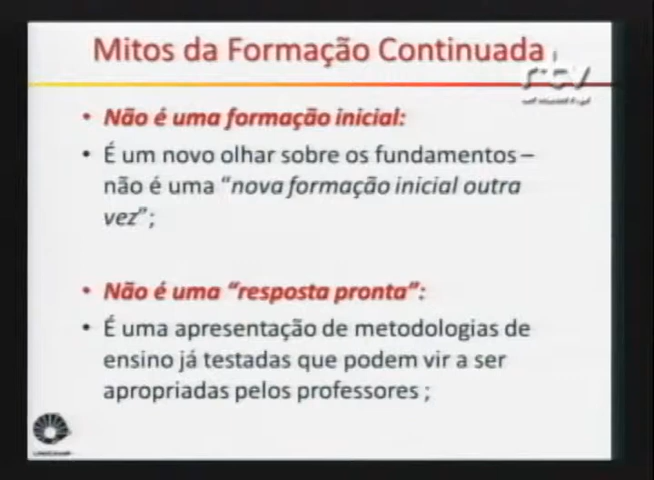 Mitos da Formação Continuada
• Não é uma formação inicial:
• É um novo olhar sobre os fundamentos –
não é uma “nova formação inicial outra
vez”;
• Não é uma “resposta pronta”:
• É uma apresentação de metodologias de
ensino já testadas que podem vir a ser
apropriadas pelos professores ;
UNICAMP